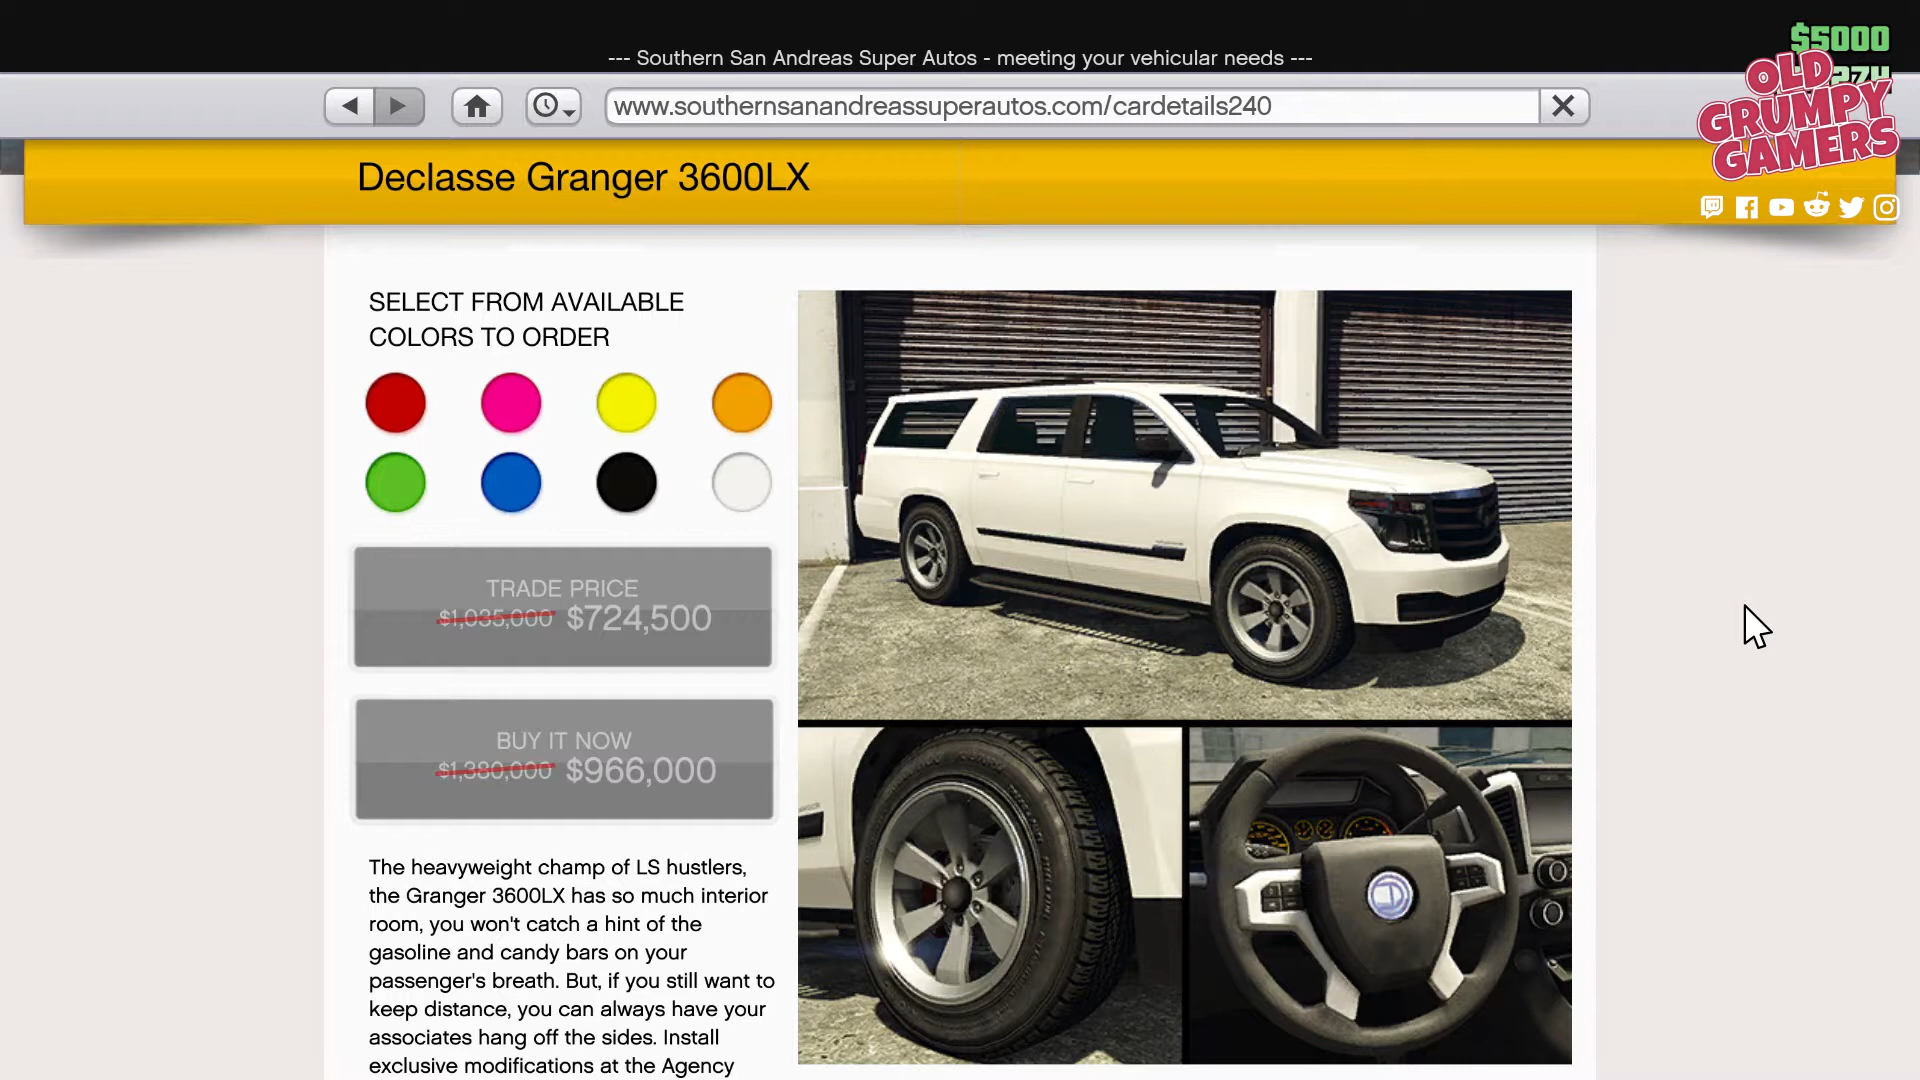 $5000
--- Southern San Andreas Super Autos - meeting your vehicular needs ---
OLD
GRUMPY
GAMERS
www.southernsanandreassuperautos.com/cardetails240
Declasse Granger 3600LX
SELECT FROM AVAILABLE
COLORS TO ORDER
TRADE PRICE
$1,035,000 $724,500
BUY IT NOW
$1,380,000 $966,000
The heavyweight champ of LS hustlers,
the Granger 3600LX has so much interior
room, you won't catch a hint of the
gasoline and candy bars on your
passenger's breath. But, if you still want to
keep distance, you can always have your
associates hang off the sides. Install
exclusive modifications at the Agency